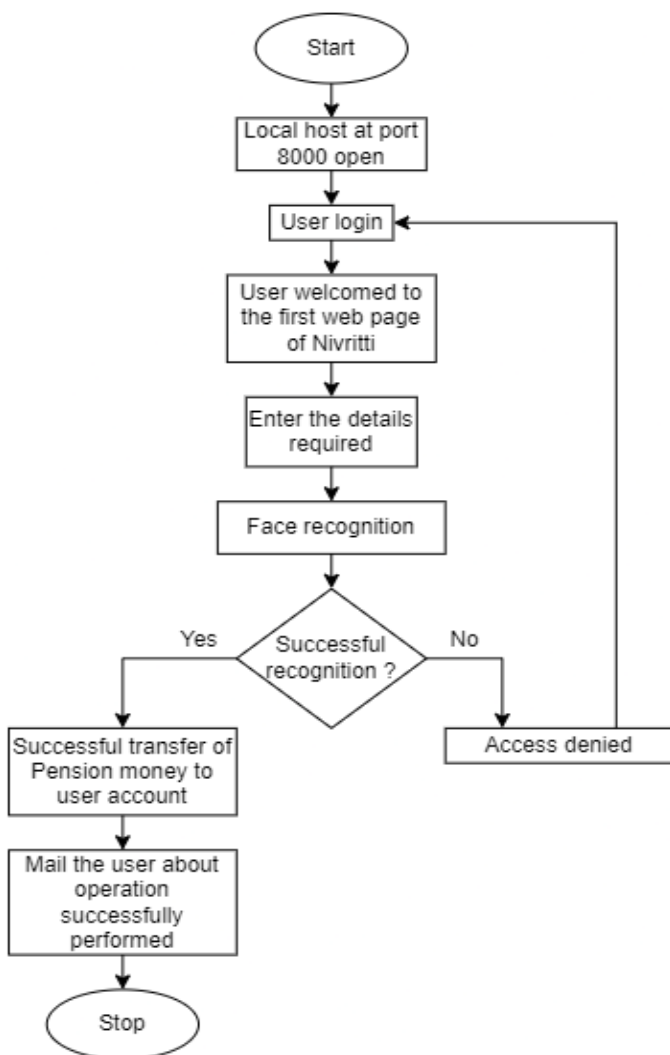 Start
Local host at port
8000 open
User login
User welcomed to
the first web page
of Nivritti
Enter the details
required
Face recognition
Successful
recognition ?
Yes
No
Successful transfer of
Pension money to
user account
Access denied
Mail the user about
operation
successfully
performed
Stop